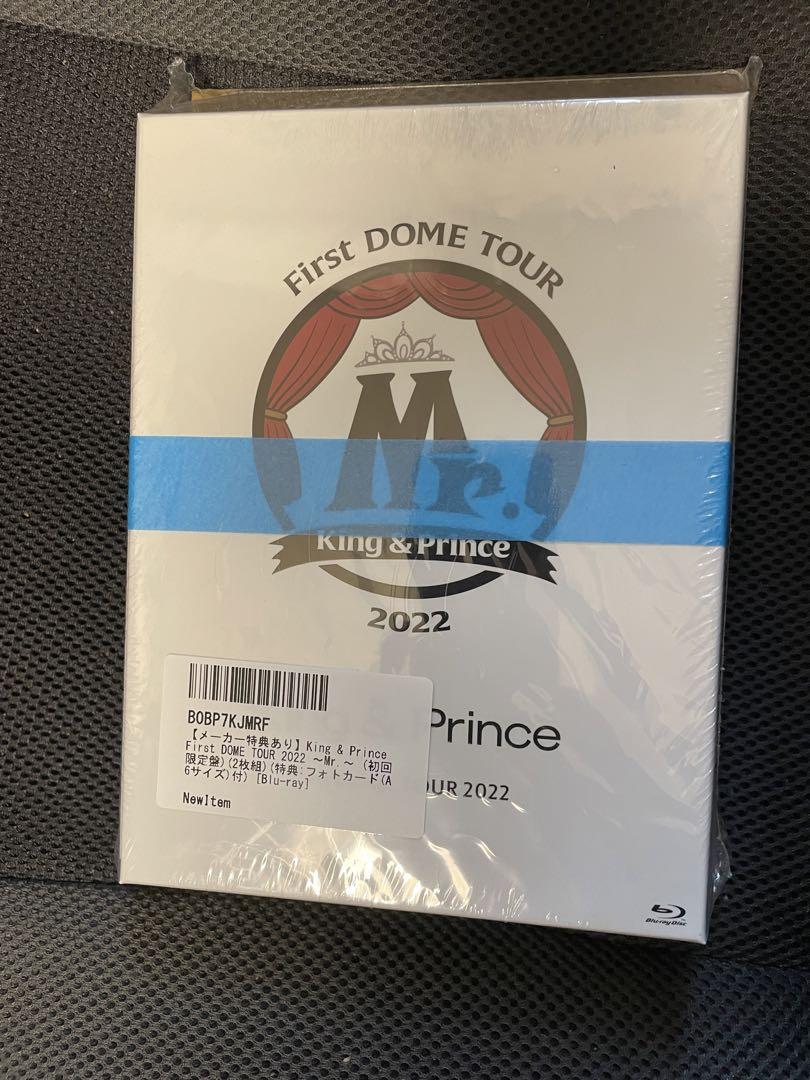 First DOME TOUR
Mr.
King & Prince
2022
B0BP7KJMRF
& Prince
【メーカー特典あり】King & Prince
First DOME TOUR 2022 ～Mr.～ (初回
限定盤)(2枚組)(特典:フォトカード(A
6サイズ)付) [Blu-ray]
OUR 2022
NewItem
Blu-ray Disc